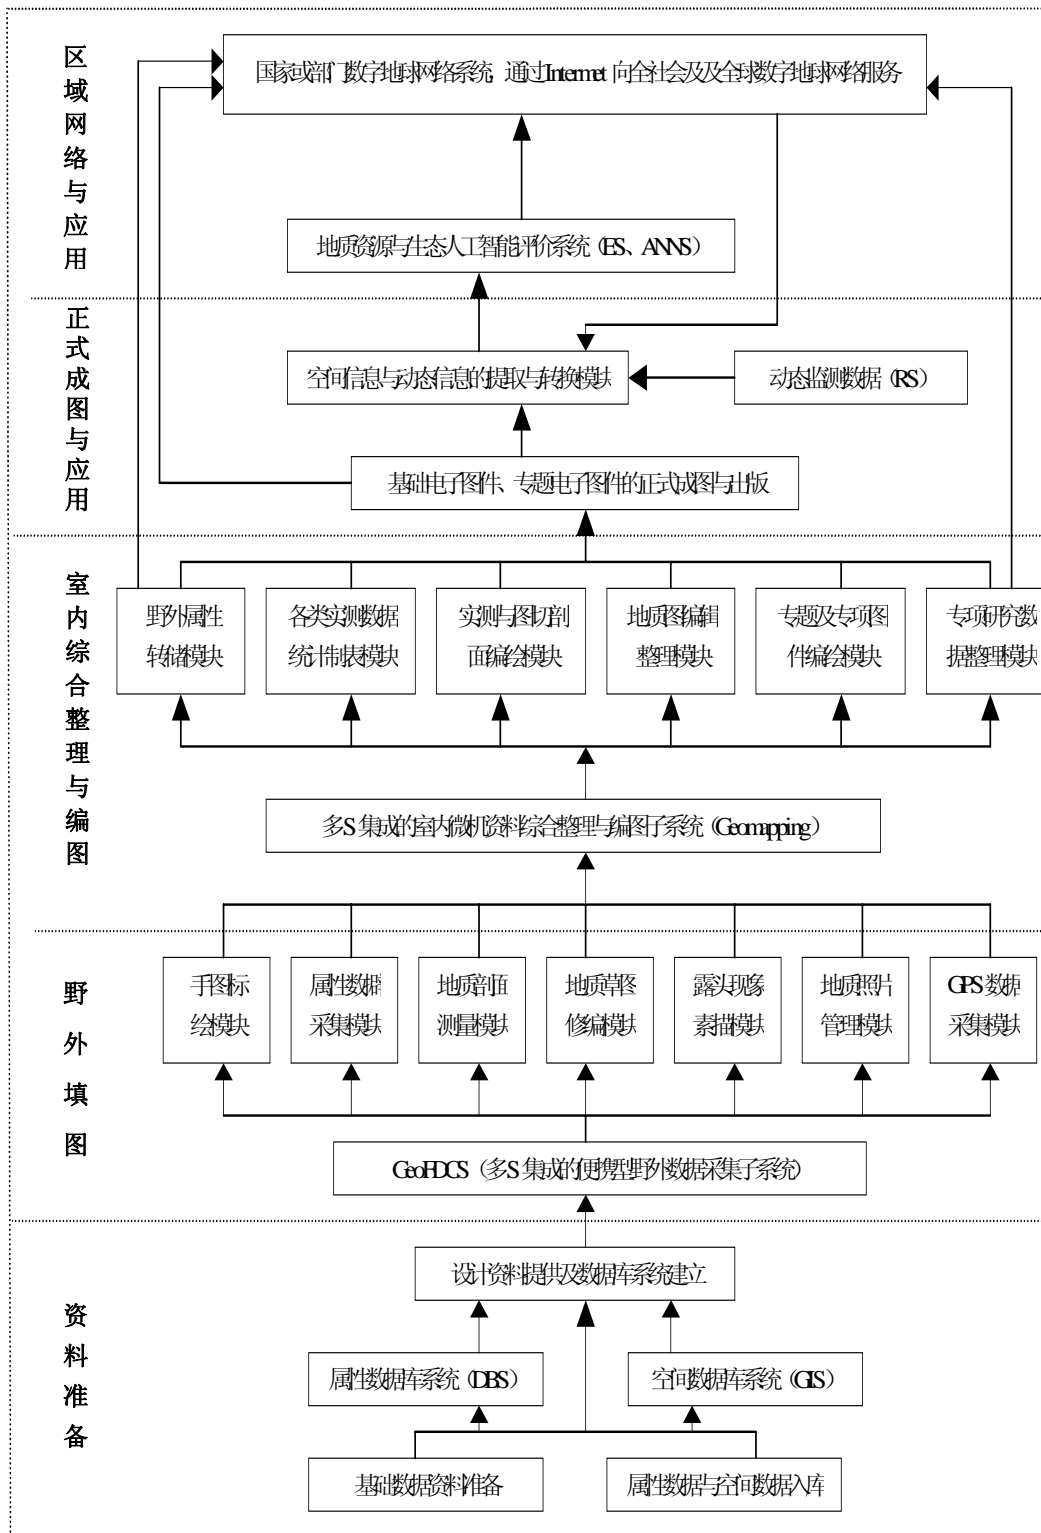 区域网络与应用
国家或部门数字地球网络系统，通过Internet 向全社会及及全球数字地球网络服务
地质资源与生态人工智能评价系统（ES、ANNS）
正式成图与应用
空间信息与动态信息的提取与转换模块
动态监测数据（RS）
基础电子图件、专题电子图件的正式成图与出版
室内综合整理与编图
野外属性
转储模块
各类实测数据
统计制表模块
实测与图切剖
面编绘模块
地质图编辑
整理模块
专题及专项图
件编绘模块
专项研究数
据整理模块
多S 集成的室内微机资料综合整理与编图子系统（Geomapping）
野外填图
手图标
绘模块
属性数据
采集模块
地质剖面
测量模块
地质草图
修编模块
露头现象
素描模块
地质照片
管理模块
GPS 数据
采集模块
GeoFDCS（多S 集成的便携型野外数据采集子系统）
资料准备
设计资料提供及数据库系统建立
属性数据库系统（DBS）
空间数据库系统（GIS）
基础数据资料准备
属性数据与空间数据入库